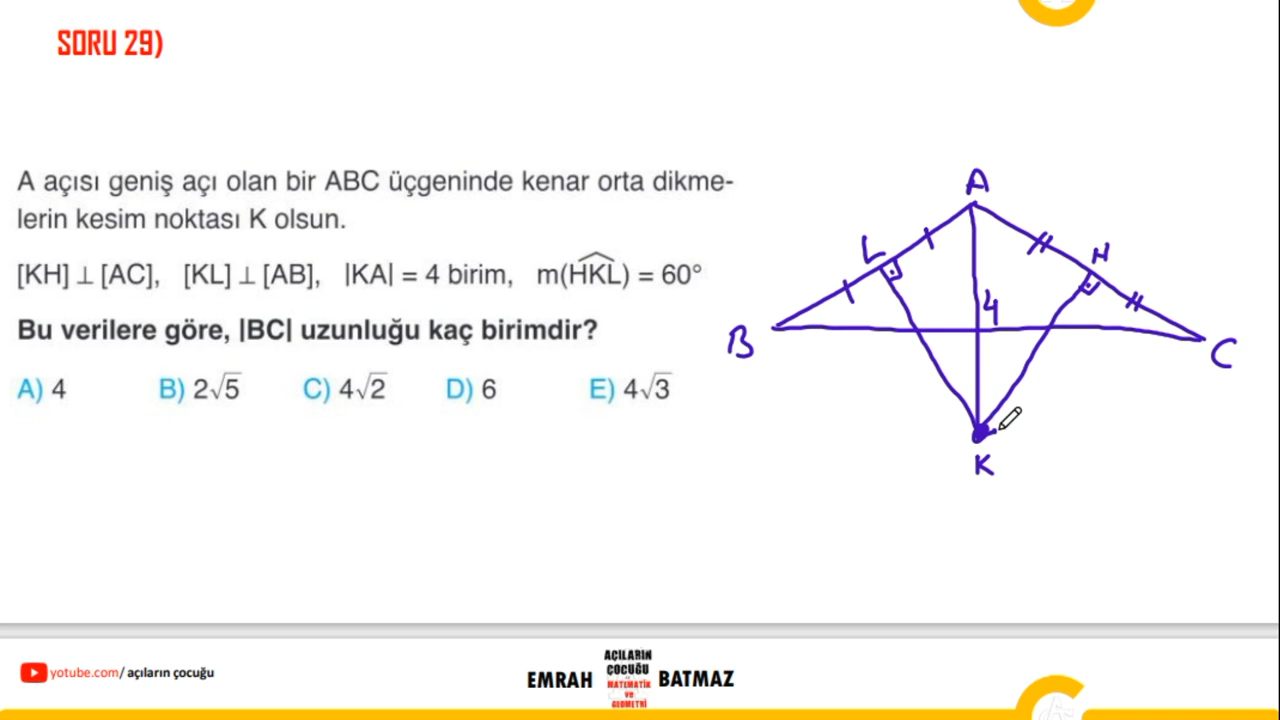 SORU 29)
A açısı geniş açı olan bir ABC üçgeninde kenar orta dikme-
lerin kesim noktası K olsun.
[KH] ⊥ [AC], [KL] ⊥ [AB], |KA| = 4 birim, m(HKL) = 60°
Bu verilere göre, |BC| uzunluğu kaç birimdir?
A) 4 B) 2√5 C) 4√2 D) 6 E) 4√3
A
L
H
4
B
C
K
yotube.com/ açıların çocuğu
EMRAH
AÇILARIN
ÇOCUĞU
MATEMATİK
ve
GEOMETRİ
BATMAZ